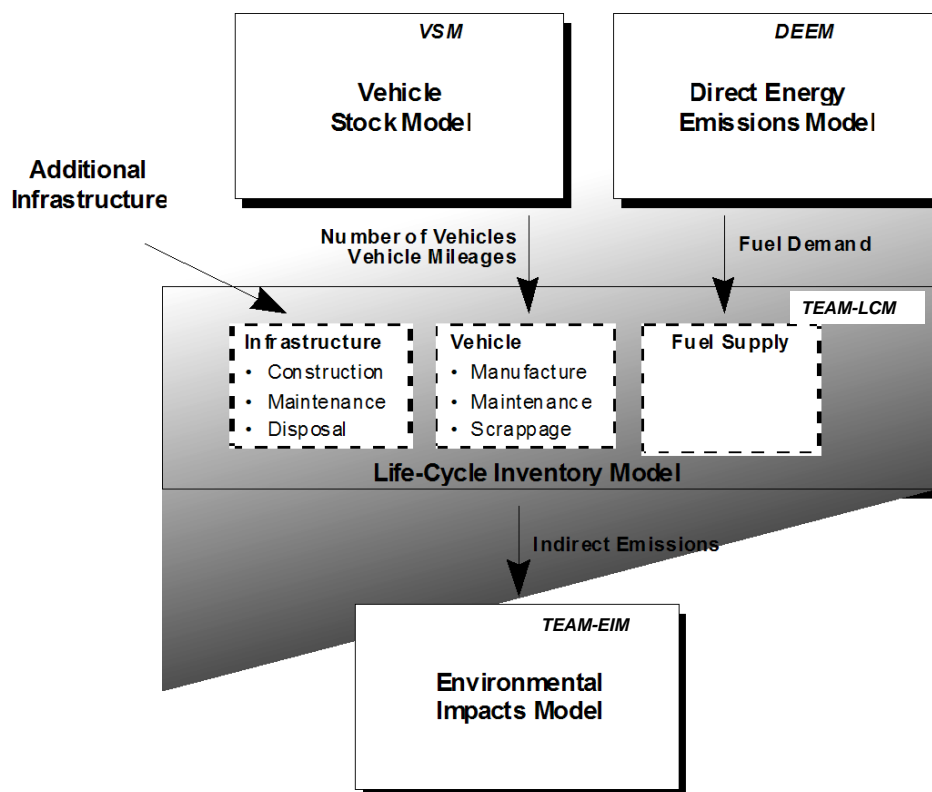 VSM
Vehicle
Stock Model
DEEM
Direct Energy
Emissions Model
Additional
Infrastructure
Number of Vehicles
Vehicle Mileages
Fuel Demand
TEAM-LCM
Infrastructure
• Construction
• Maintenance
• Disposal
Vehicle
• Manufacture
• Maintenance
• Scrappage
Fuel Supply
Life-Cycle Inventory Model
Indirect Emissions
TEAM-EIM
Environmental
Impacts Model